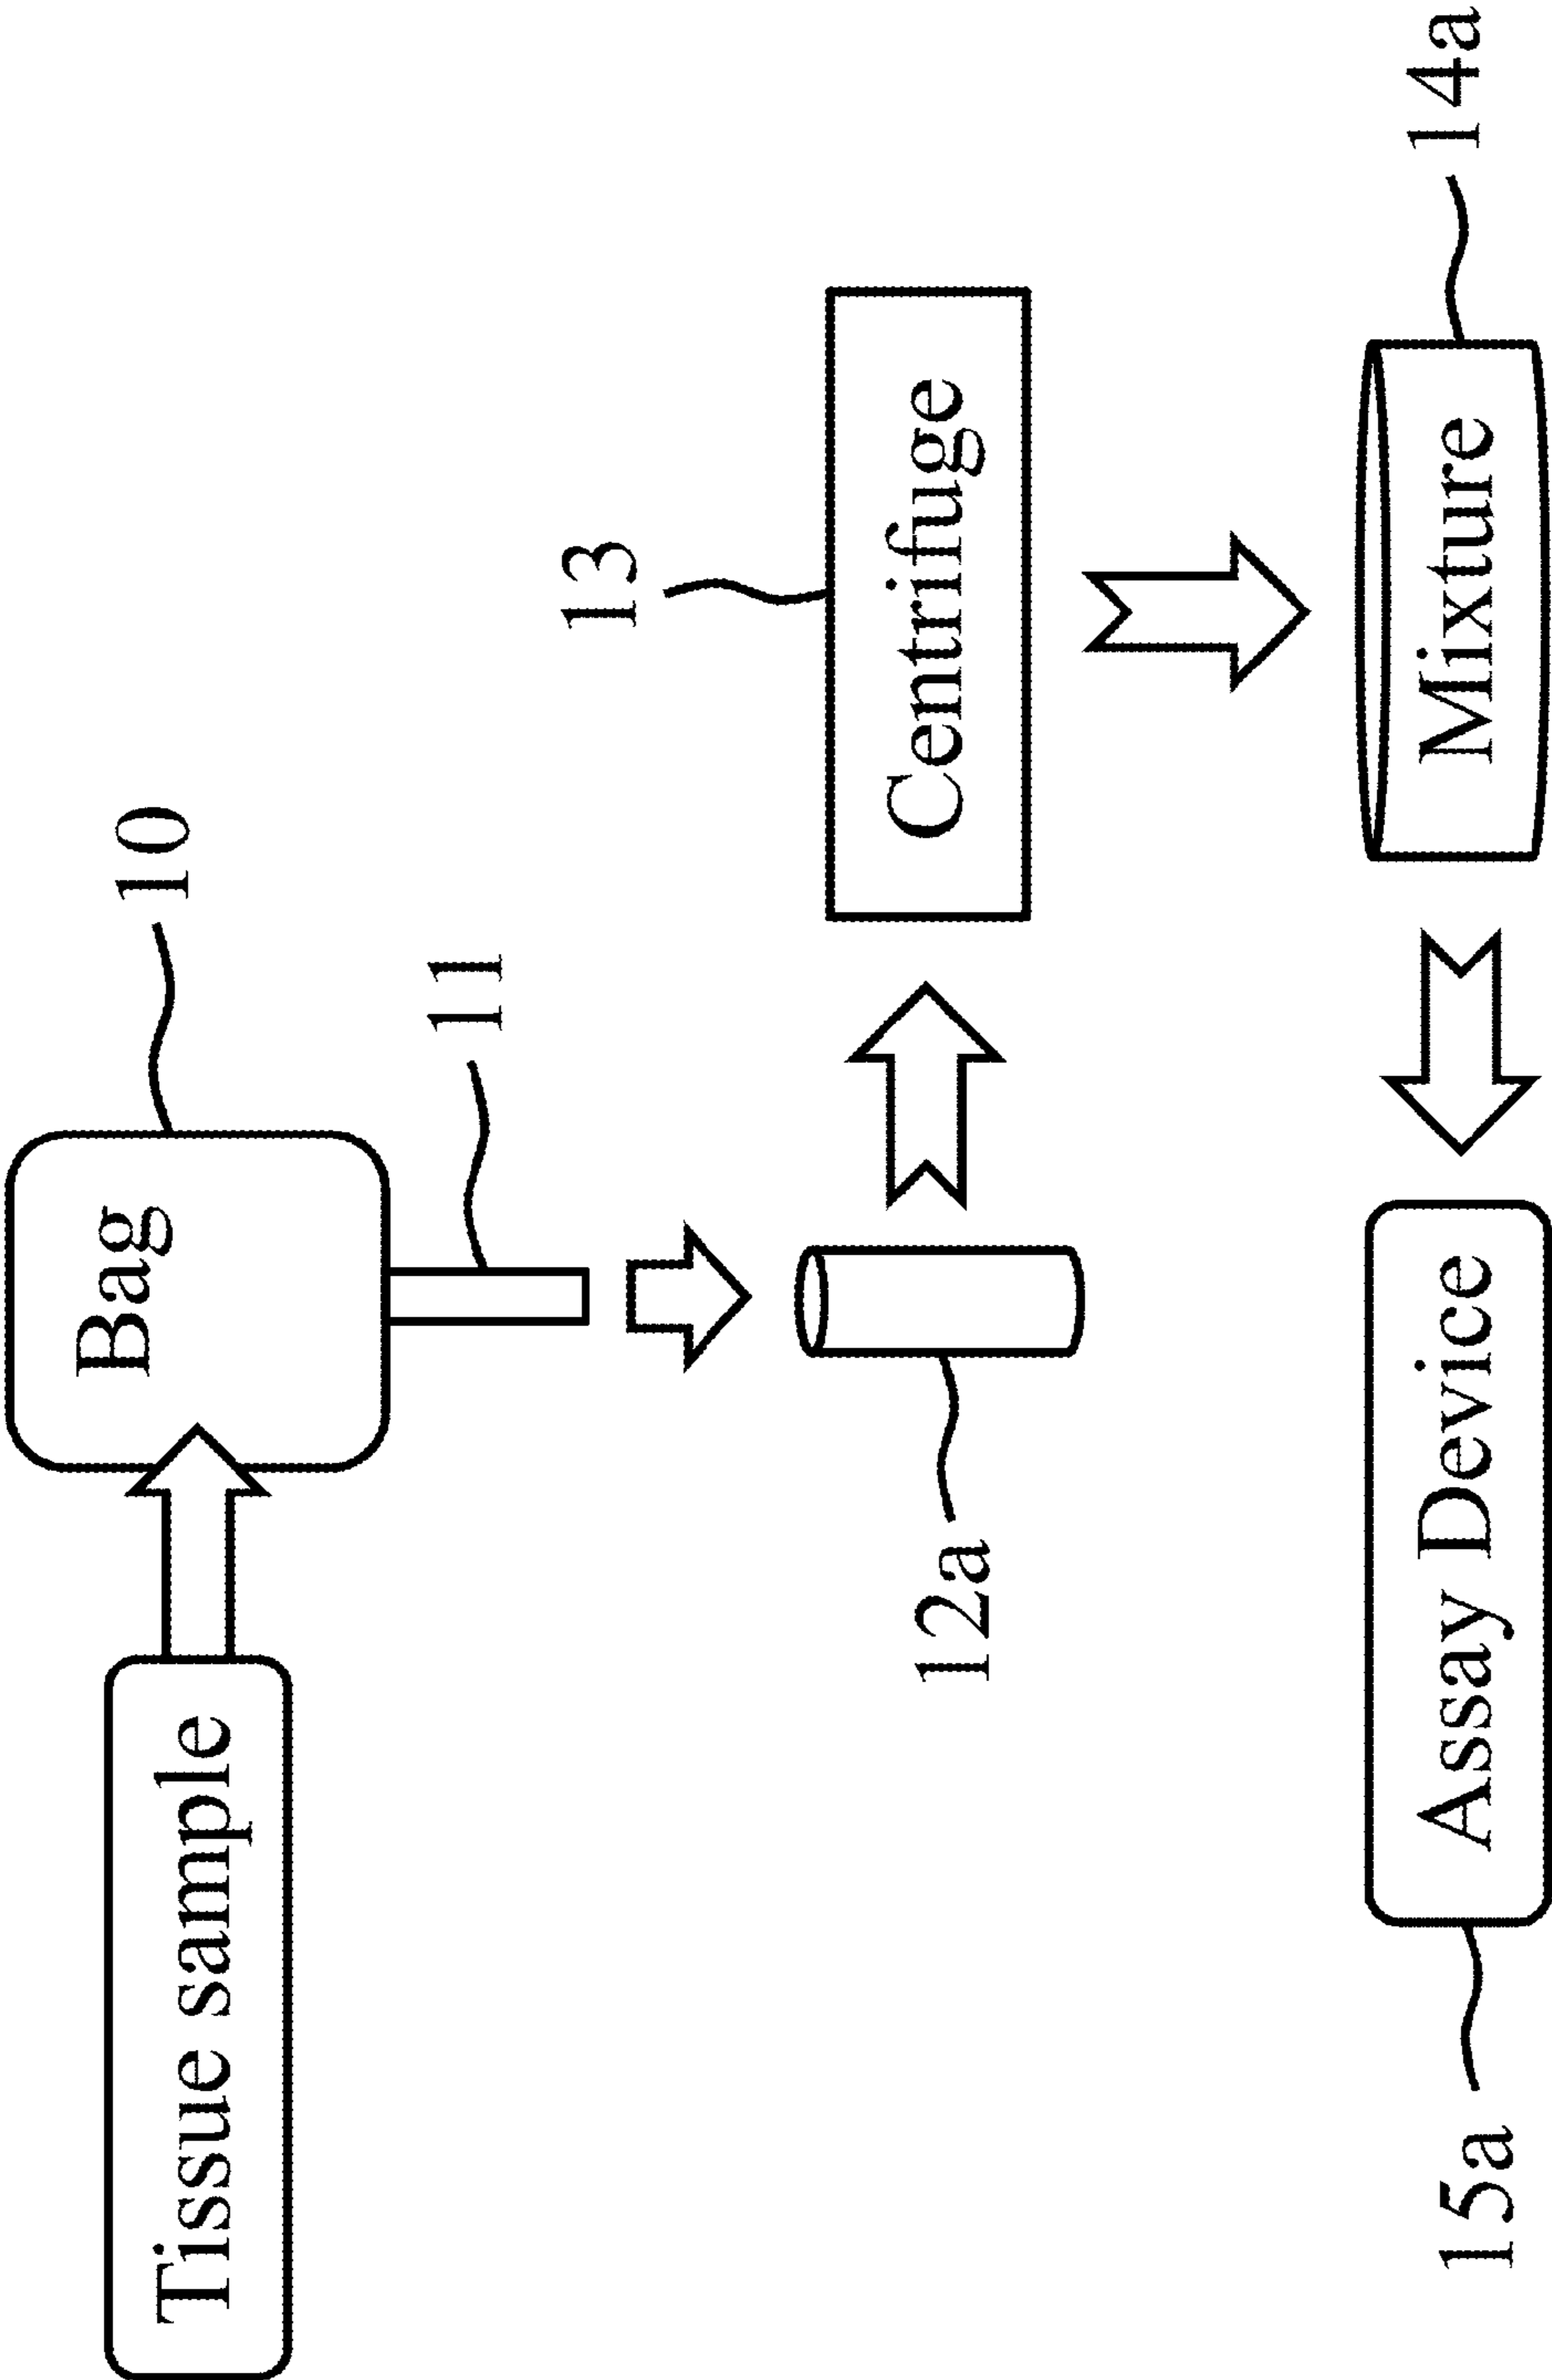 Tissue sample
Bag
10
11
12a
13
Centrifuge
Mixture
14a
Assay Device
15a